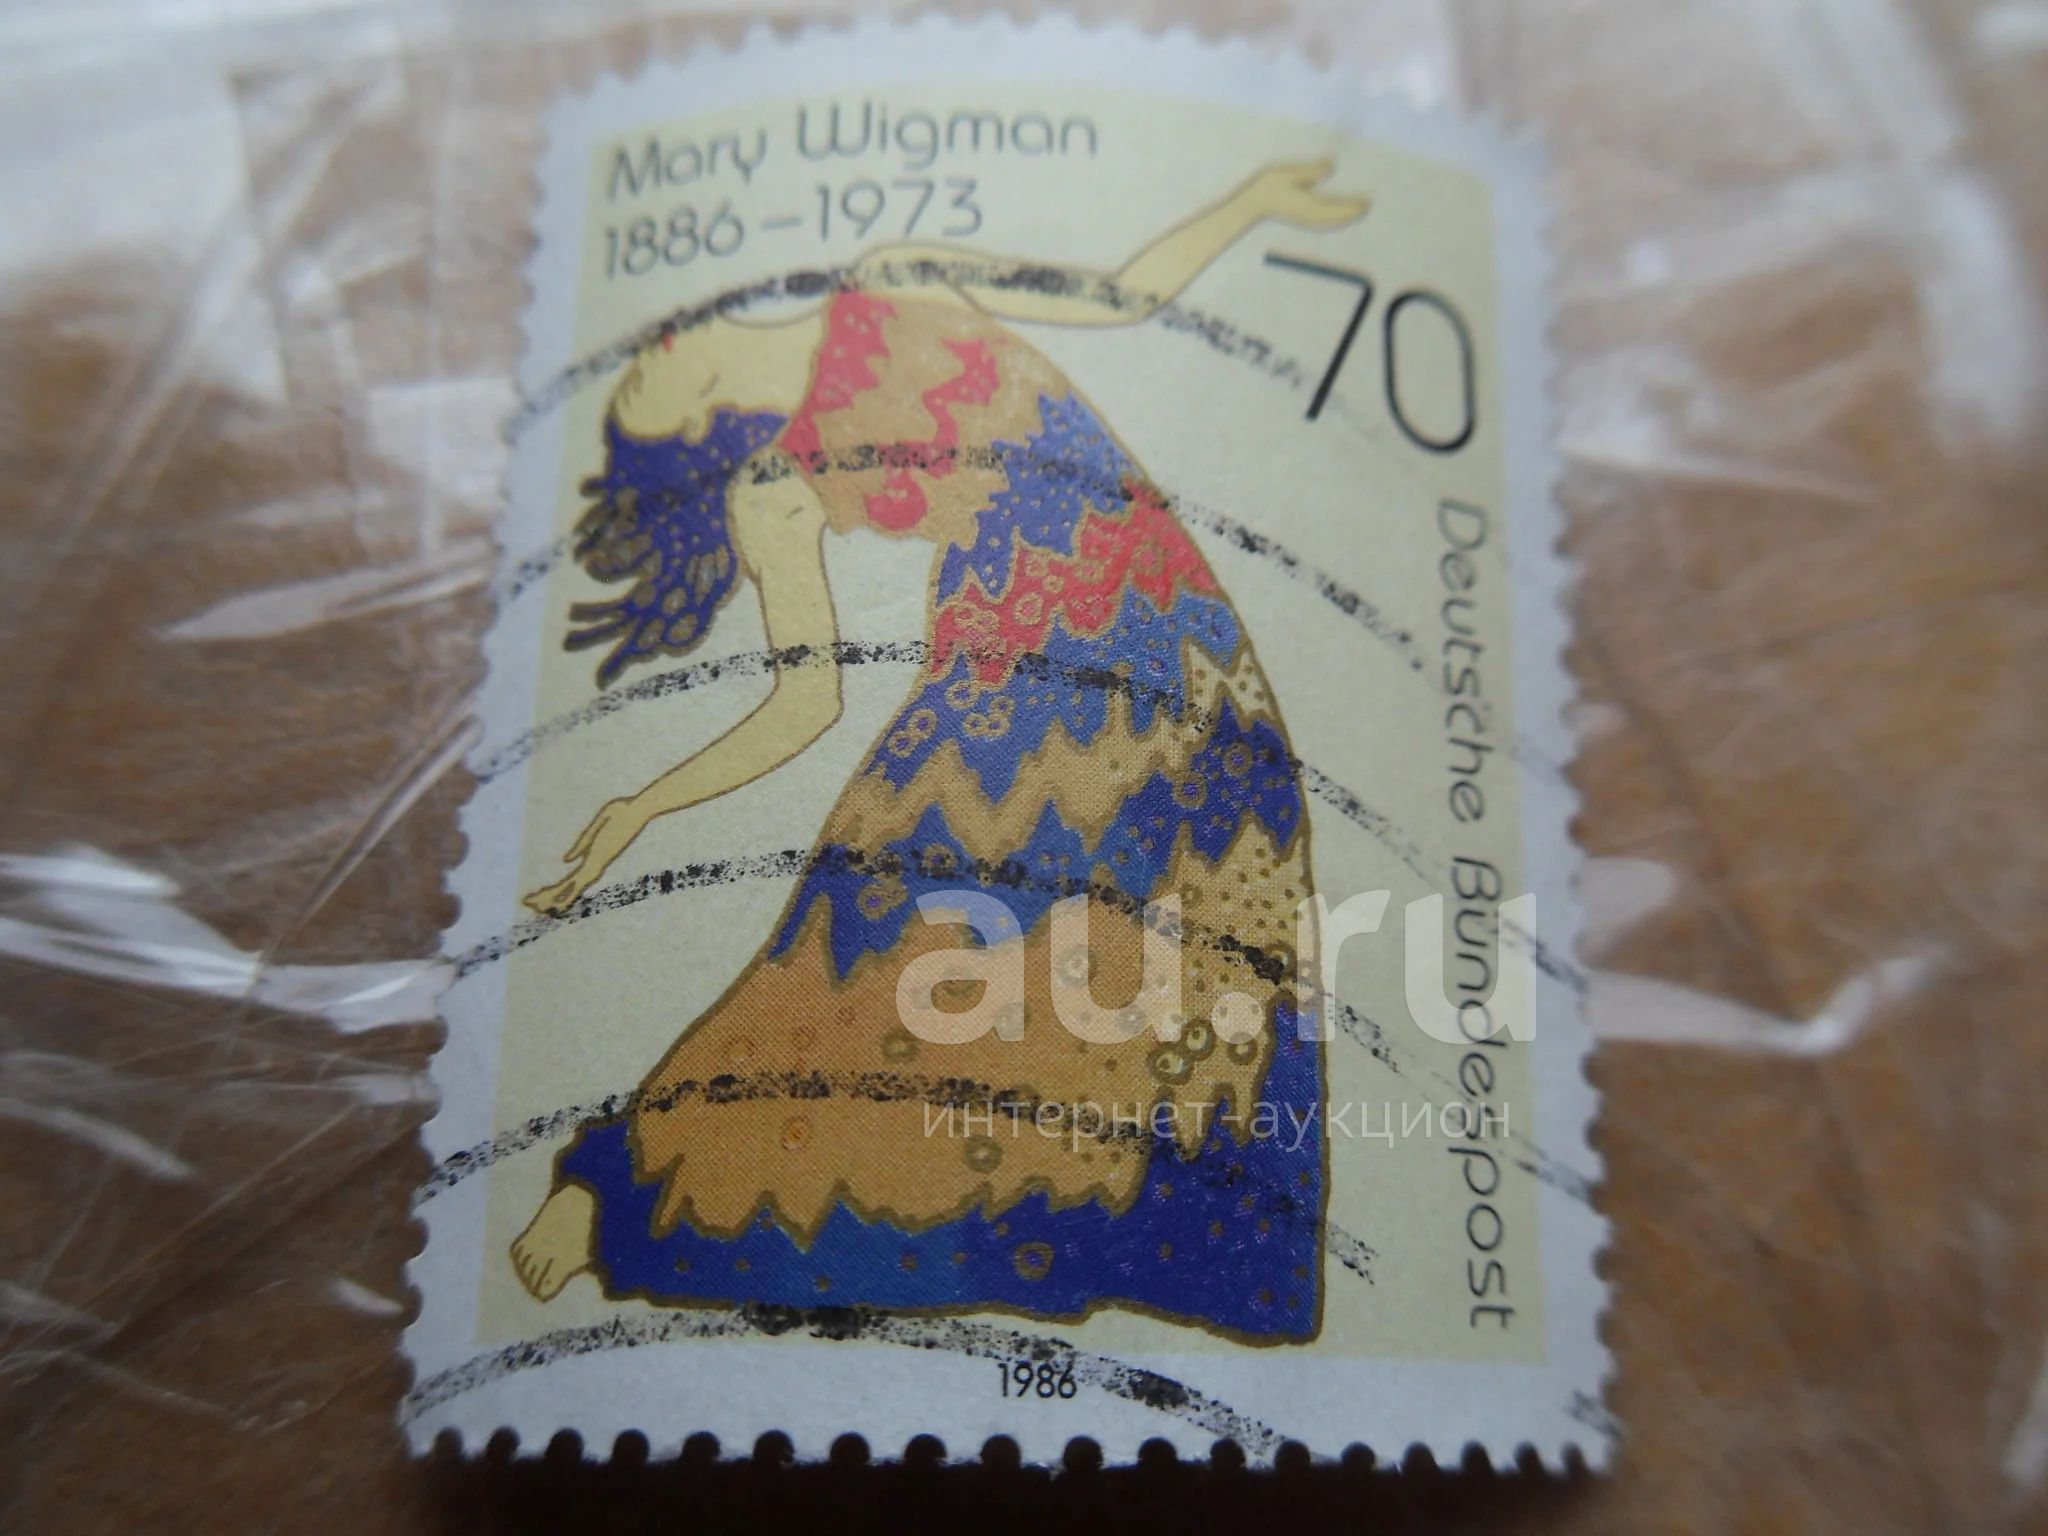 Mary Wigman
1886–1973
70
Deutsche Bundespost
au.ru
интернет-аукцион
1986